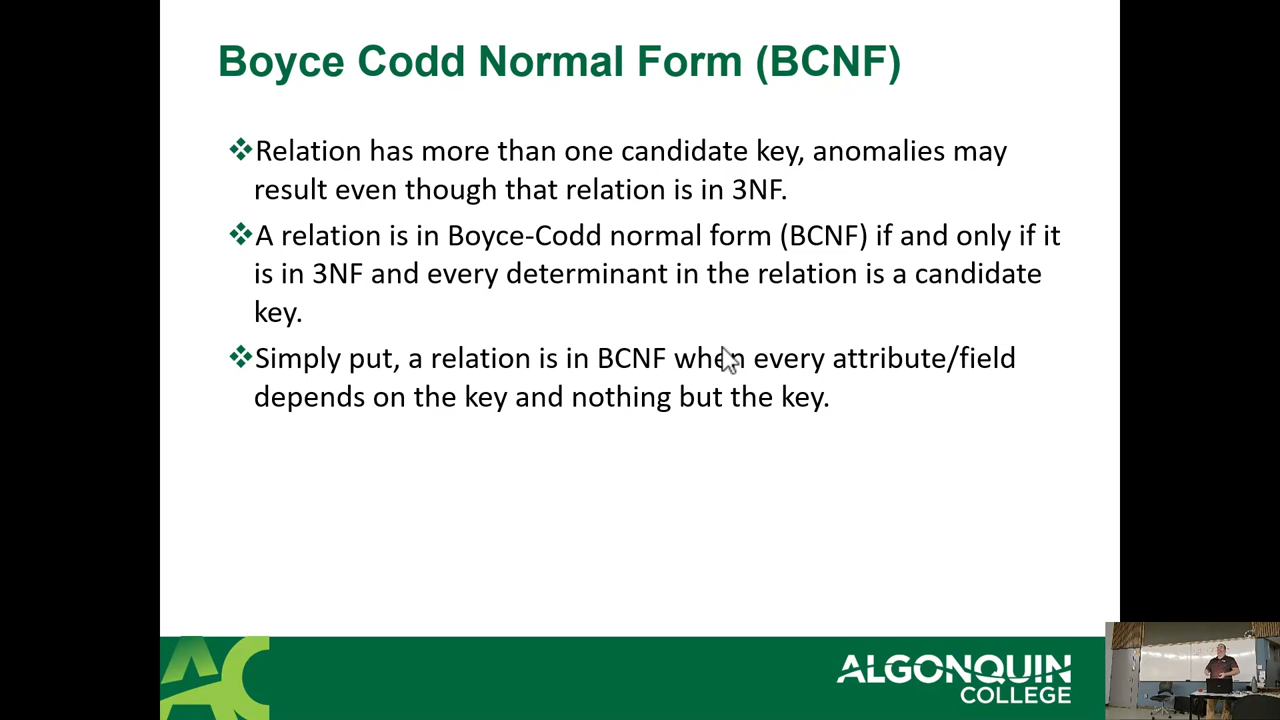 Boyce Codd Normal Form (BCNF)
❖Relation has more than one candidate key, anomalies may
result even though that relation is in 3NF.
❖A relation is in Boyce-Codd normal form (BCNF) if and only if it
is in 3NF and every determinant in the relation is a candidate
key.
❖Simply put, a relation is in BCNF when every attribute/field
depends on the key and nothing but the key.
AC
ALGONQUIN
COLLEGE